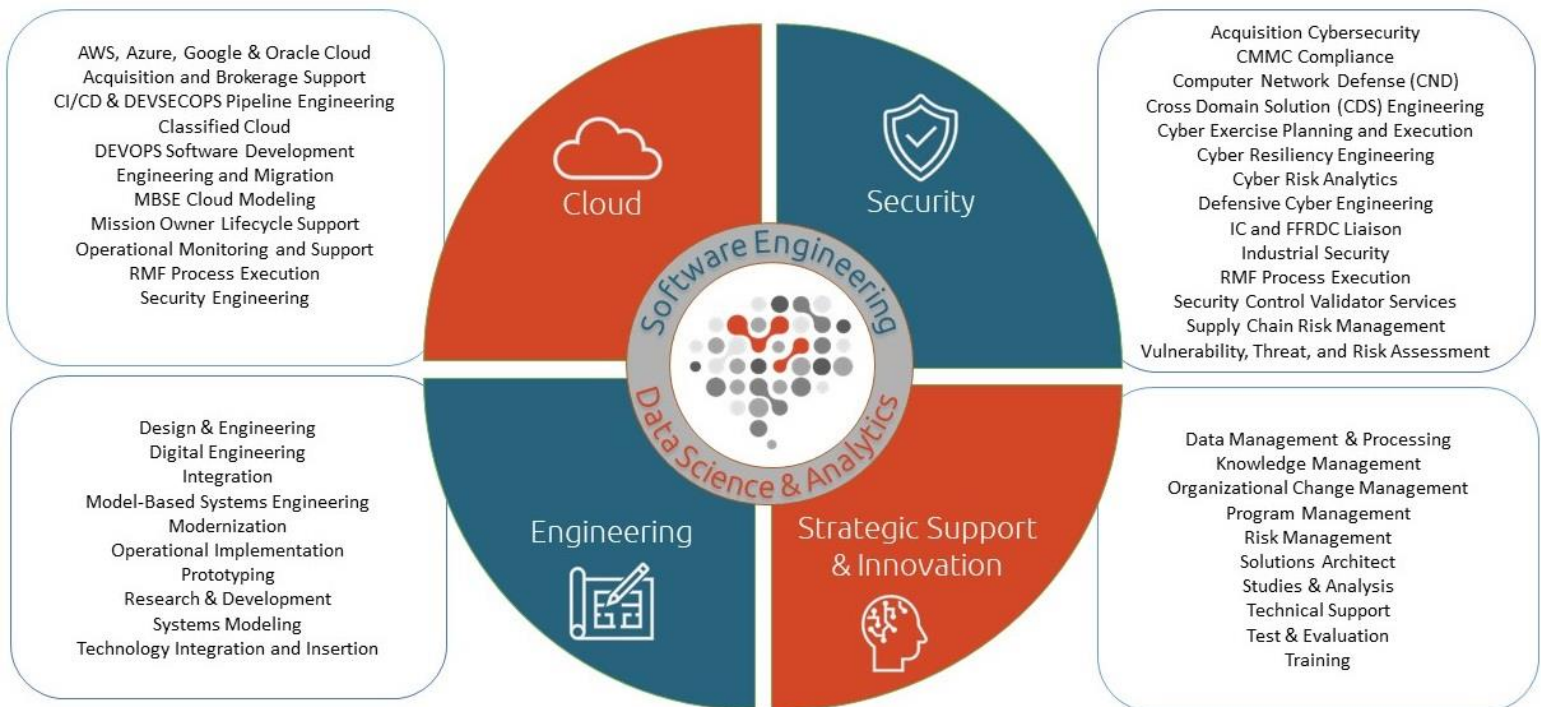 AWS, Azure, Google & Oracle Cloud
Acquisition and Brokerage Support
CI/CD & DEVSECOPS Pipeline Engineering
Classified Cloud
DEVOPS Software Development
Engineering and Migration
MBSE Cloud Modeling
Mission Owner Lifecycle Support
Operational Monitoring and Support
RMF Process Execution
Security Engineering
Cloud
Security
Acquisition Cybersecurity
CMMC Compliance
Computer Network Defense (CND)
Cross Domain Solution (CDS) Engineering
Cyber Exercise Planning and Execution
Cyber Resiliency Engineering
Cyber Risk Analytics
Defensive Cyber Engineering
IC and FFRDC Liaison
Industrial Security
RMF Process Execution
Security Control Validator Services
Supply Chain Risk Management
Vulnerability, Threat, and Risk Assessment
Software Engineering
Data Science & Analytics
Design & Engineering
Digital Engineering
Integration
Model-Based Systems Engineering
Modernization
Operational Implementation
Prototyping
Research & Development
Systems Modeling
Technology Integration and Insertion
Engineering
Strategic Support
& Innovation
Data Management & Processing
Knowledge Management
Organizational Change Management
Program Management
Risk Management
Solutions Architect
Studies & Analysis
Technical Support
Test & Evaluation
Training